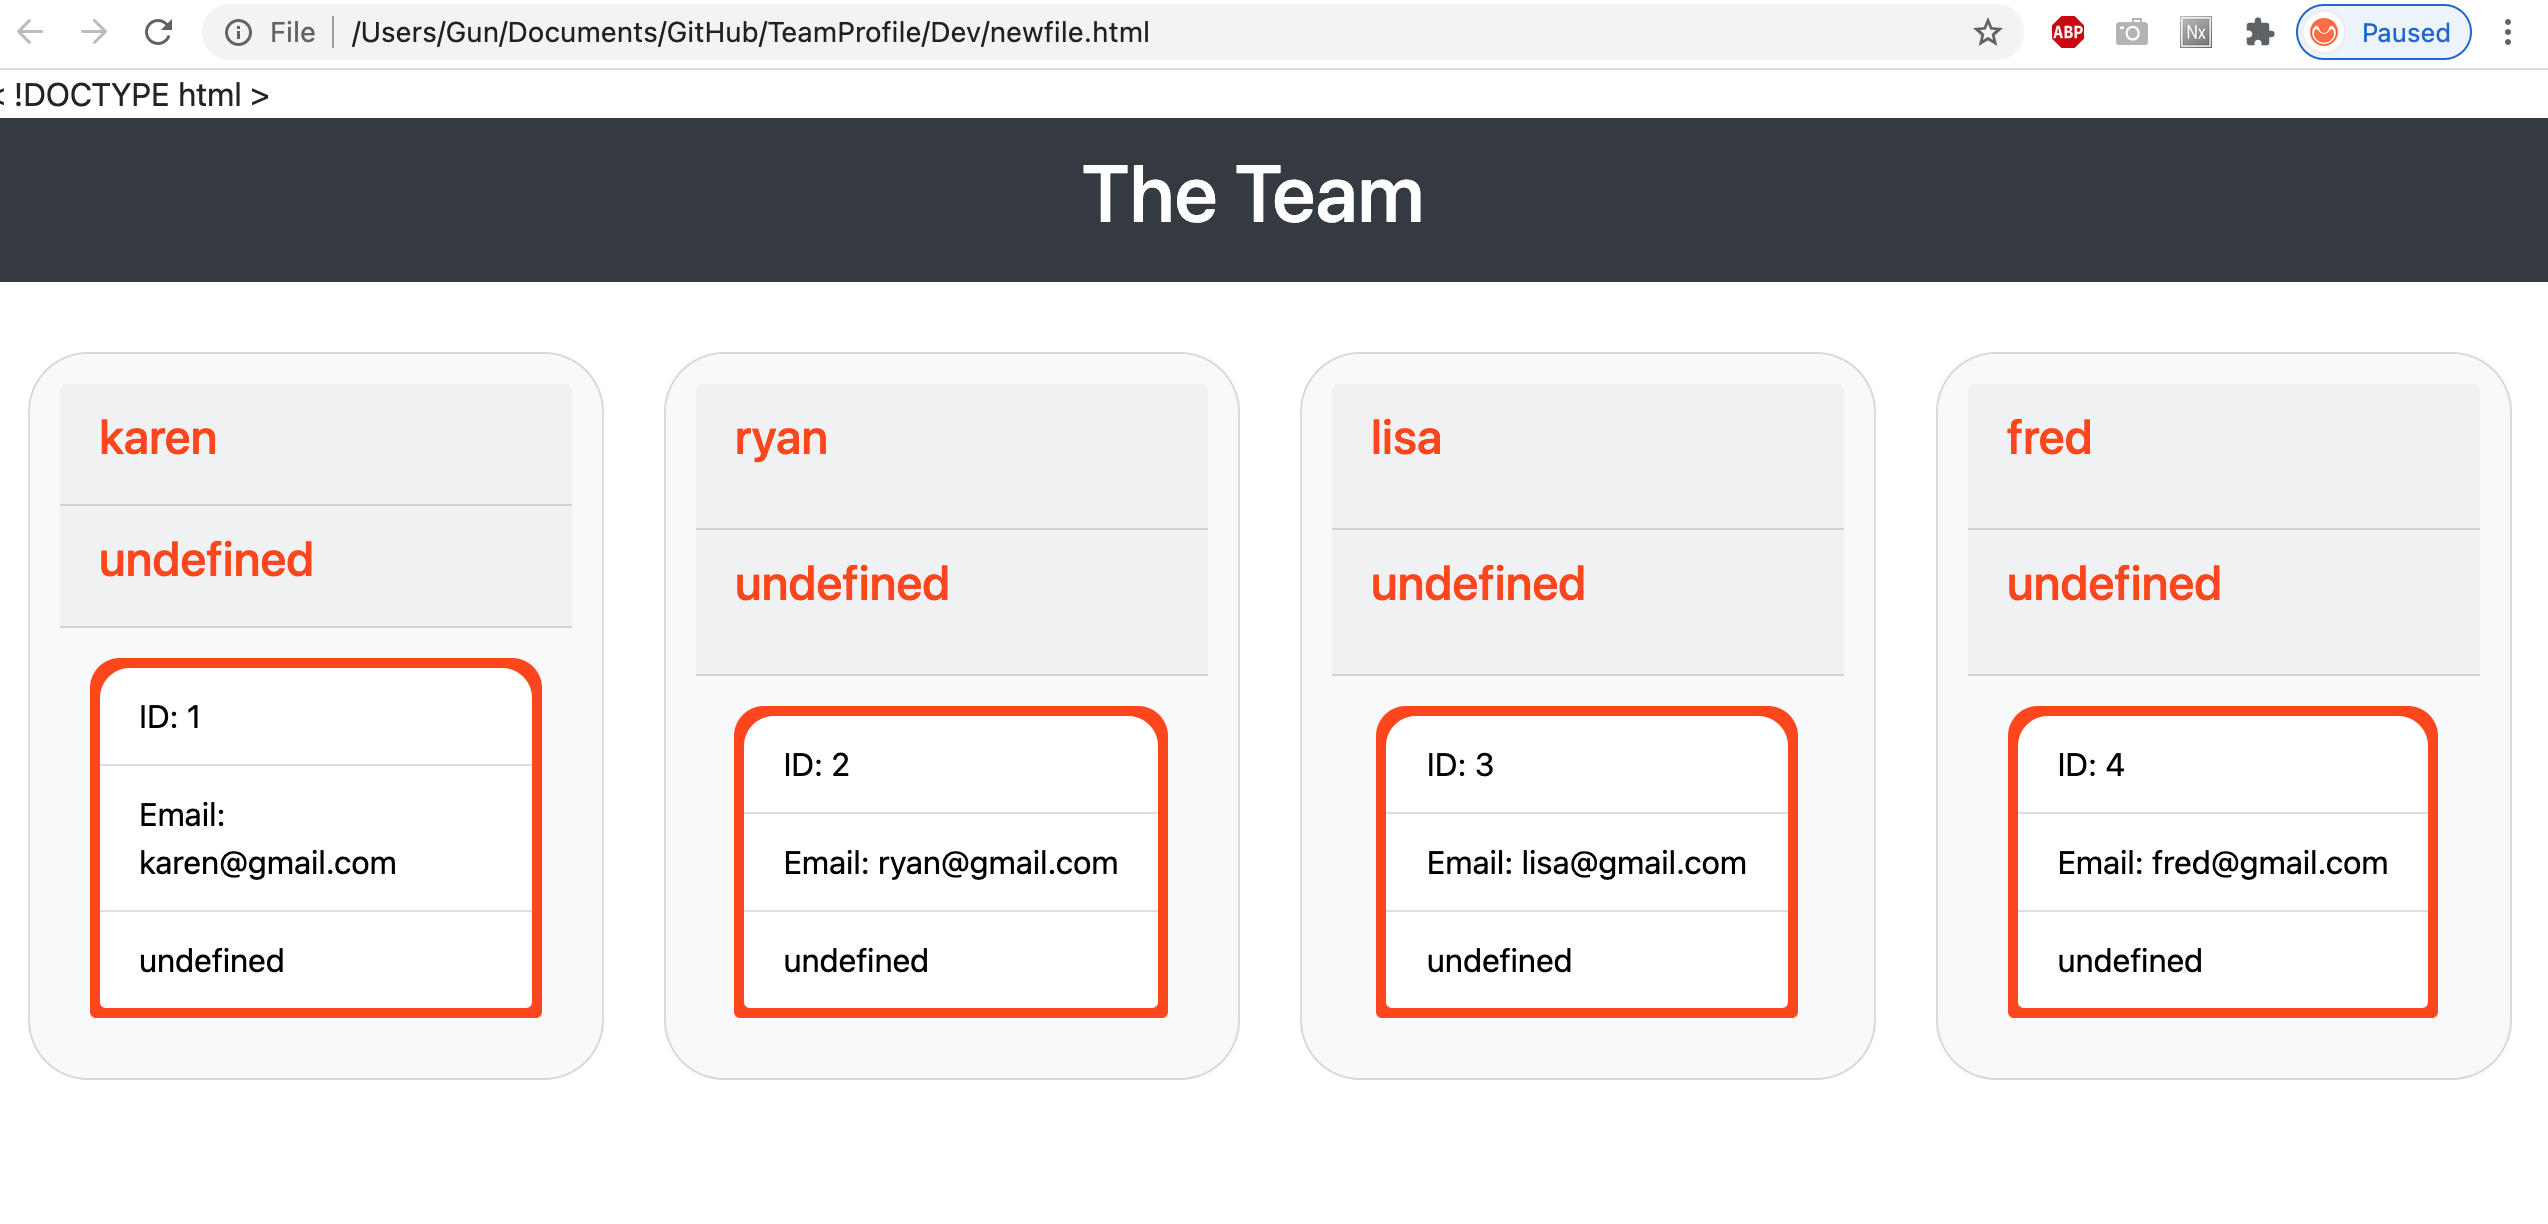 File /Users/Gun/Documents/GitHub/TeamProfile/Dev/newfile.html ABP Nx Paused
< !DOCTYPE html >
The Team
karen
undefined
ID: 1
Email:
karen@gmail.com
undefined
ryan
undefined
ID: 2
Email: ryan@gmail.com
undefined
lisa
undefined
ID: 3
Email: lisa@gmail.com
undefined
fred
undefined
ID: 4
Email: fred@gmail.com
undefined